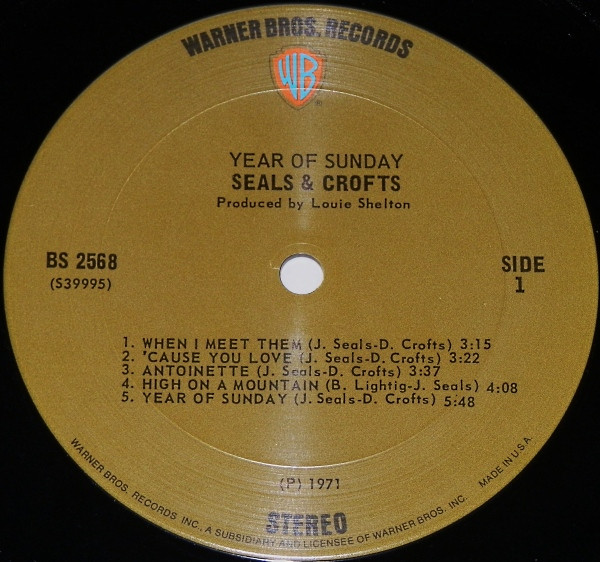 WARNER BROS. RECORDS
WB
®
YEAR OF SUNDAY
SEALS & CROFTS
Produced by Louie Shelton
BS 2568
(S39995)
SIDE
1
1. WHEN I MEET THEM (J. Seals-D. Crofts) 3:15
2. 'CAUSE YOU LOVE (J. Seals-D. Crofts) 3:22
3. ANTOINETTE (J. Seals-D. Crofts) 3:37
4. HIGH ON A MOUNTAIN (B. Lightig-J. Seals) 4:08
5. YEAR OF SUNDAY (J. Seals-D. Crofts) 5:48
(P) 1971
STEREO
WARNER BROS. RECORDS INC., A SUBSIDIARY AND LICENSEE OF WARNER BROS. INC. MADE IN U.S.A.